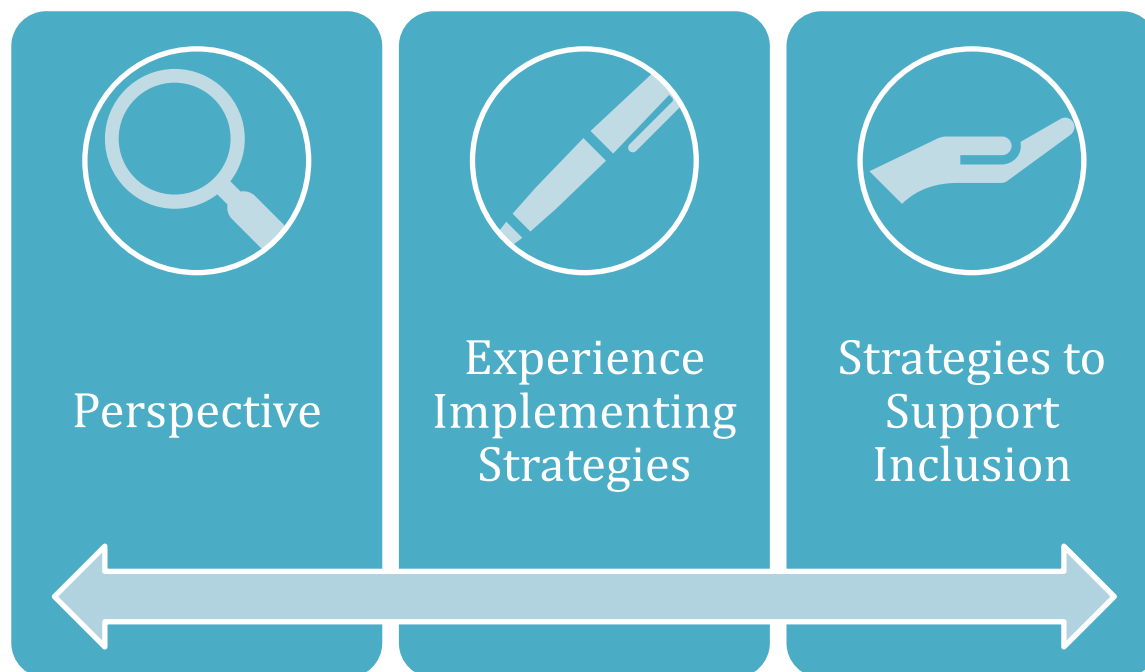 Perspective
Experience
Implementing
Strategies
Strategies to
Support
Inclusion